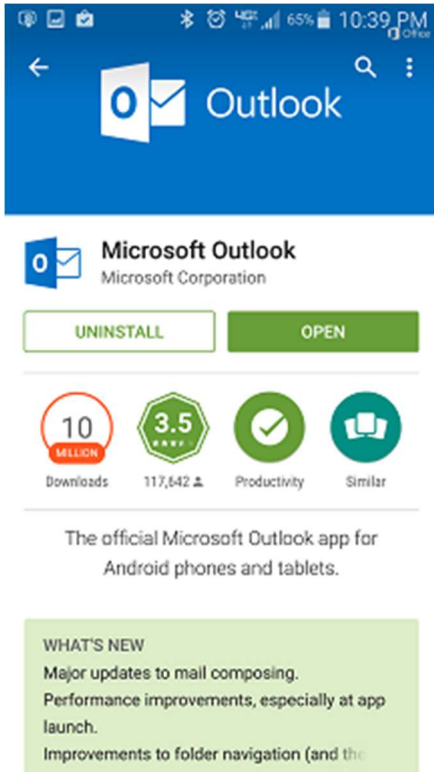 4G LTE 65% 10:39 PM
Office
Outlook
Microsoft Outlook
Microsoft Corporation
UNINSTALL
OPEN
10
MILLION
3.5
Downloads
117,642
Productivity
Similar
The official Microsoft Outlook app for
Android phones and tablets.
WHAT'S NEW
Major updates to mail composing.
Performance improvements, especially at app
launch.
Improvements to folder navigation (and the